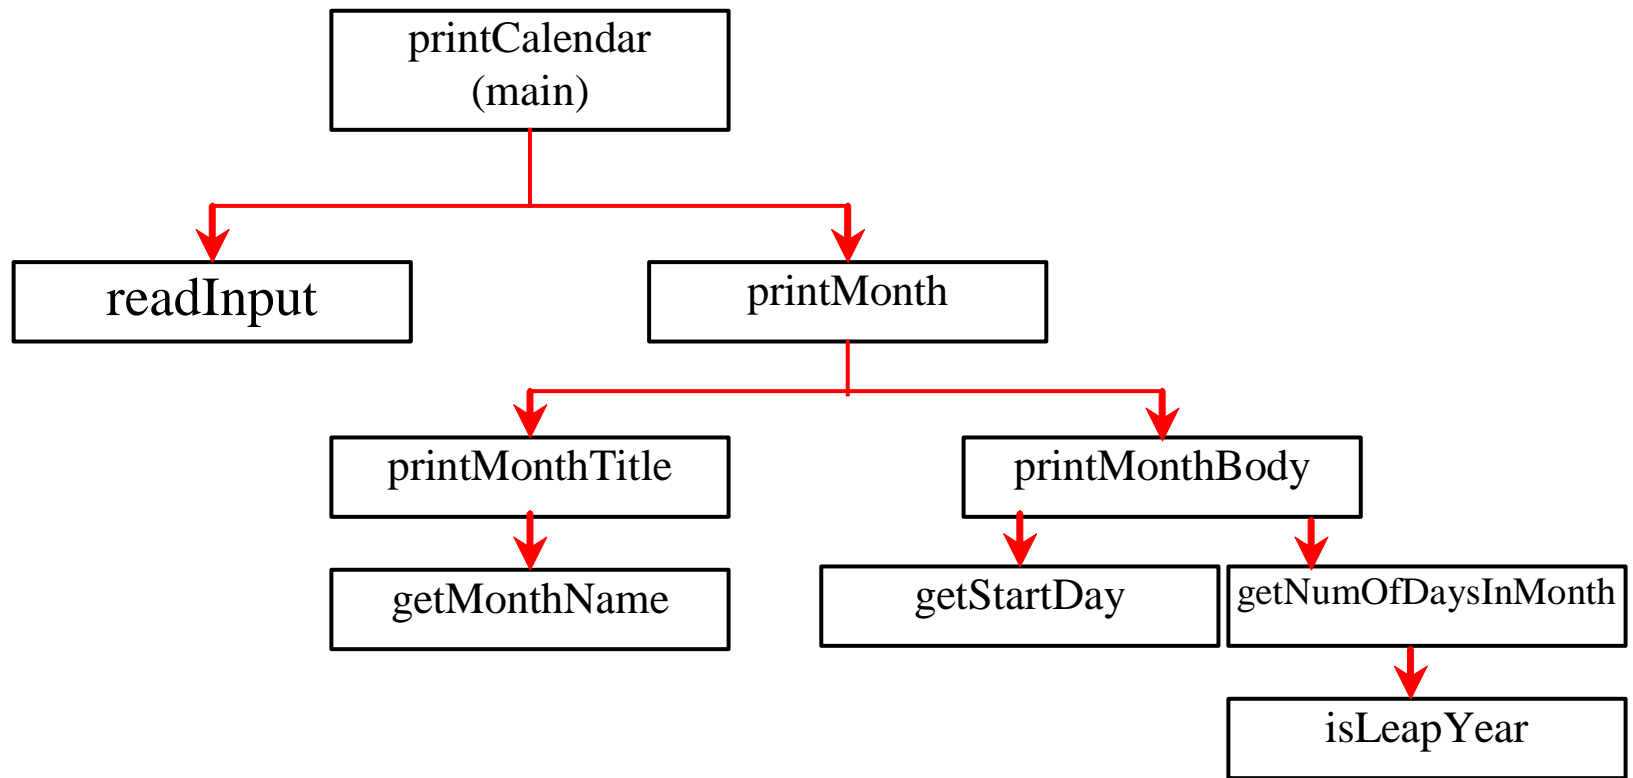 printCalendar
(main)
readInput
printMonth
printMonthTitle
printMonthBody
getMonthName
getStartDay
getNumOfDaysInMonth
isLeapYear